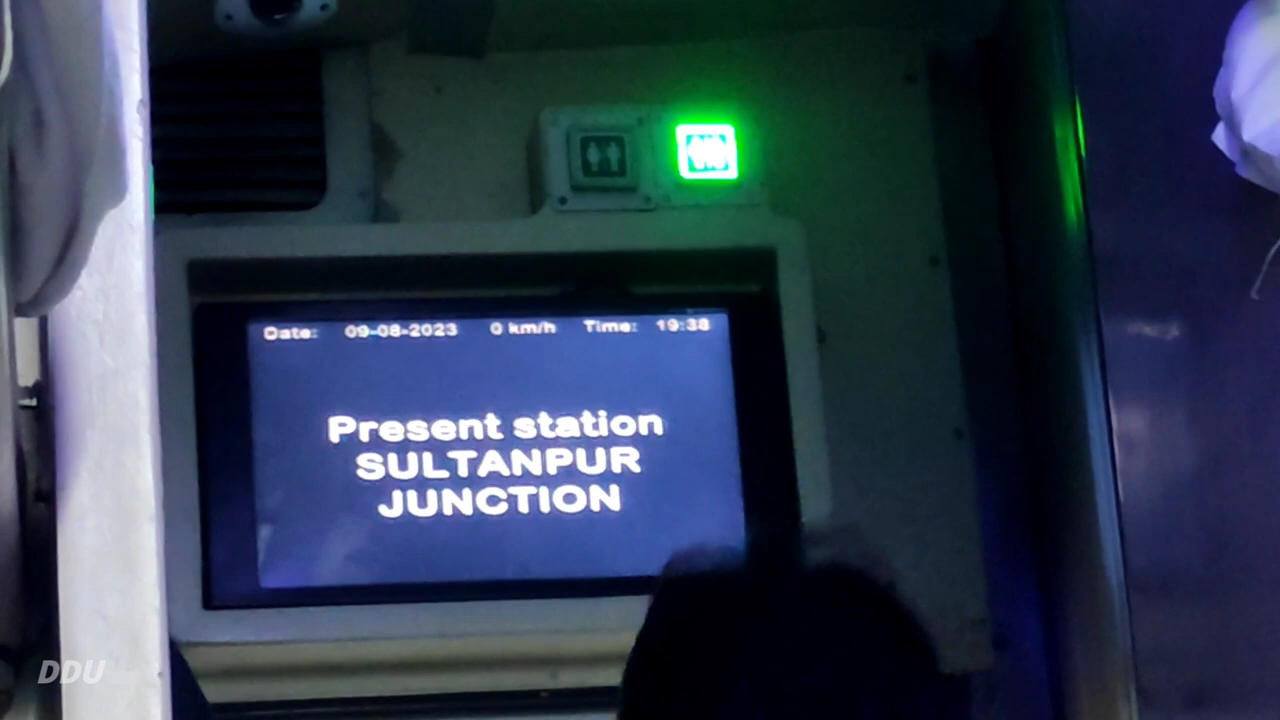 Date: 09-08-2023 0 km/h Time: 19:38
Present station
SULTANPUR
JUNCTION
DDU